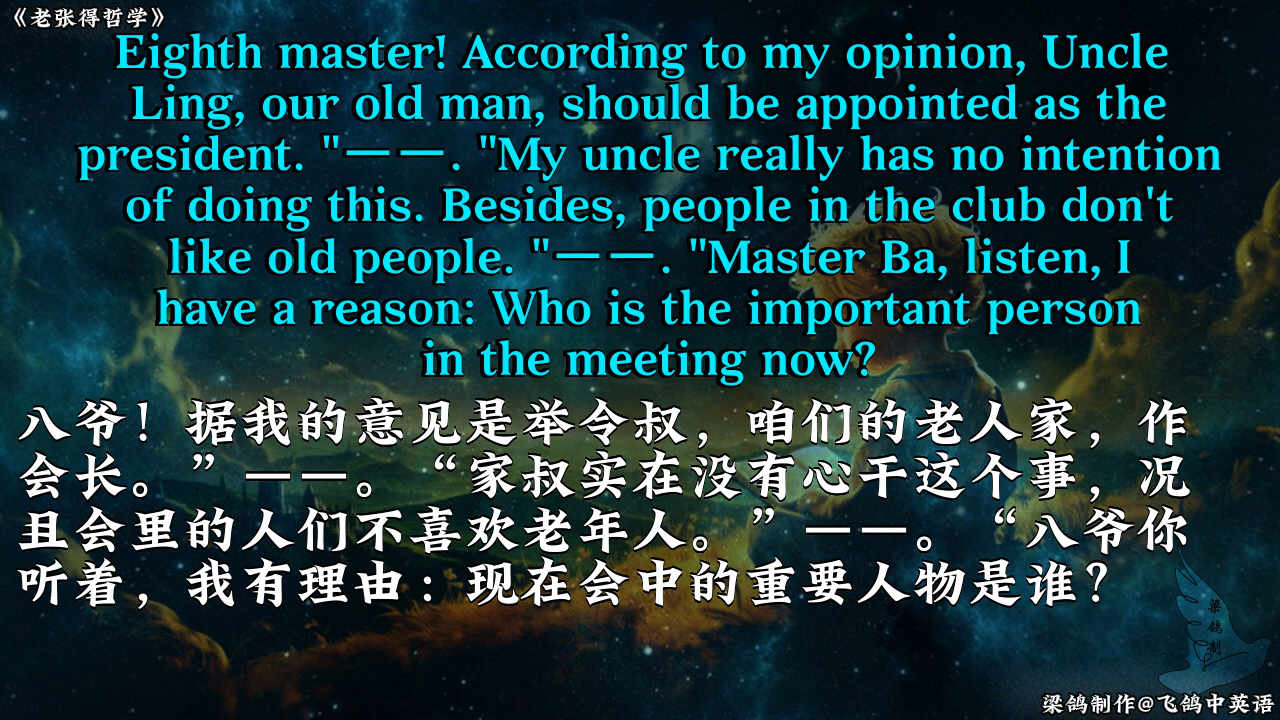 《老张得哲学》
Eighth master! According to my opinion, Uncle
Ling, our old man, should be appointed as the
president. "——. "My uncle really has no intention
of doing this. Besides, people in the club don't
like old people. "——. "Master Ba, listen, I
have a reason: Who is the important person
in the meeting now?
八爷！据我的意见是举令叔，咱们的老人家，作
会长。”——。“家叔实在没有心干这个事，况
且会里的人们不喜欢老年人。”——。“八爷你
听着，我有理由：现在会中的重要人物是谁？
梁鸽制
梁鸽制作@飞鸽中英语